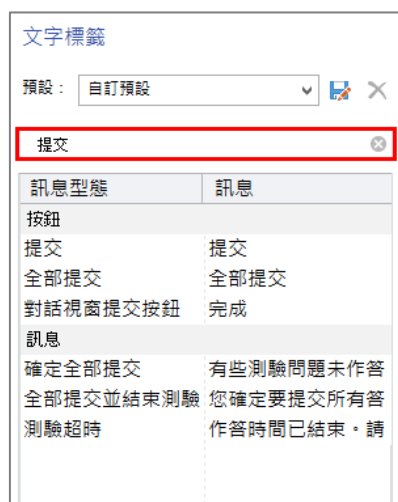 文字標籤
預設： 自訂預設
提交
訊息型態 訊息
按鈕
提交 提交
全部提交 全部提交
對話視窗提交按鈕 完成
訊息
確定全部提交 有些測驗問題未作答
全部提交並結束測驗 您確定要提交所有答
測驗超時 作答時間已結束。請